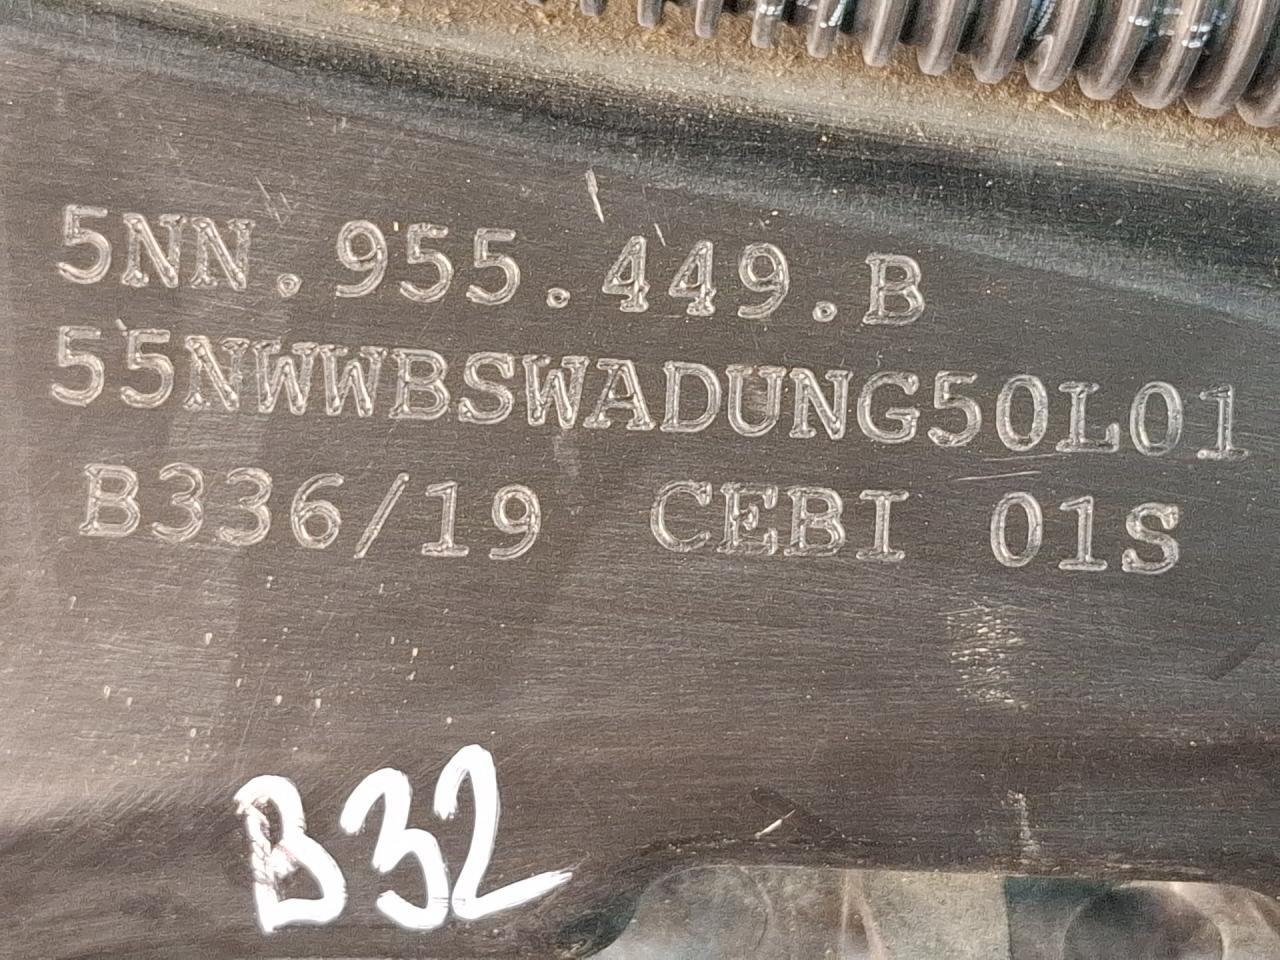 5NN.955.449.B
55NWWBSWADUNG50L01
B336/19 CEBI 01S
B32